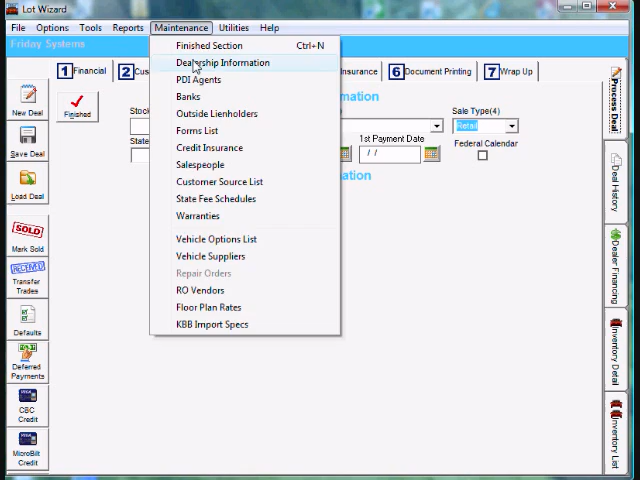 Lot Wizard
File Options Tools Reports Maintenance Utilities Help
Friday Systems
1 Financial 2 Cus Insurance 6 Document Printing 7 Wrap Up
Finished Section Ctrl+N
Dealership Information
PDI Agents
Banks
Outside Lienholders
Forms List
Credit Insurance
Salespeople
Customer Source List
State Fee Schedules
Warranties
Vehicle Options List
Vehicle Suppliers
Repair Orders
RO Vendors
Floor Plan Rates
KBB Import Specs
New Deal
Save Deal
Load Deal
SOLD
Mark Sold
RECEIVED
Transfer
Trades
Defaults
Deferred
Payments
CBC
Credit
MicroBilt
Credit
Finished
Stock
State
mation
Sale Type(4)
Retail
1st Payment Date
/ /
Federal Calendar
mation
Process Deal
Deal History
Dealer Financing
Inventory Detail
Inventory List